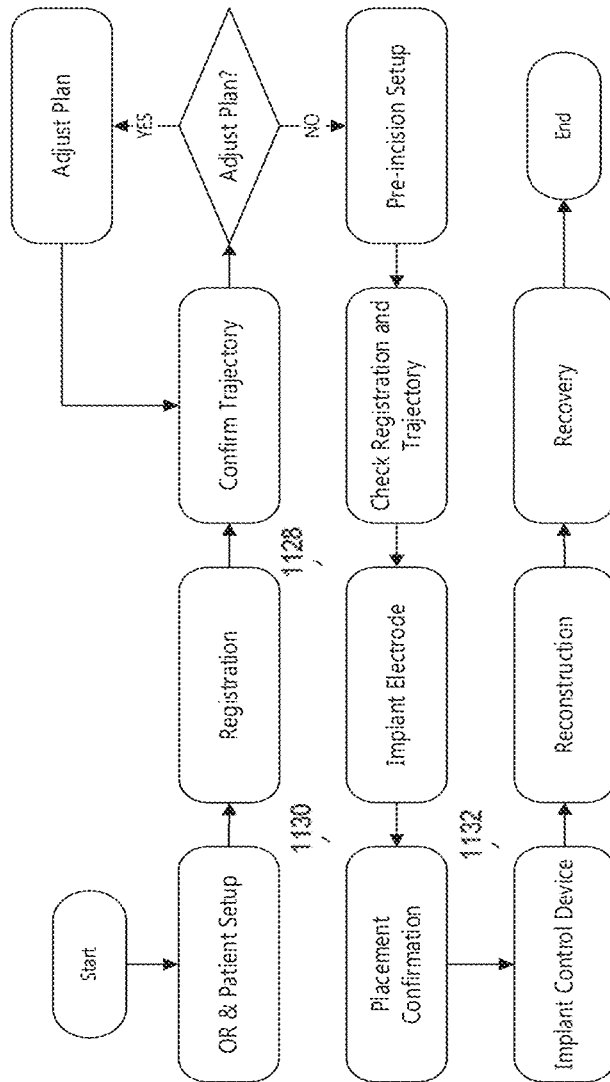 Start
OR & Patient Setup
Registration
Confirm Trajectory
Adjust Plan?
YES
Adjust Plan
NO
Pre-incision Setup
1128
Check Registration and
Trajectory
Implant Electrode
1130
Placement
Confirmation
1132
Implant Control Device
Reconstruction
Recovery
End